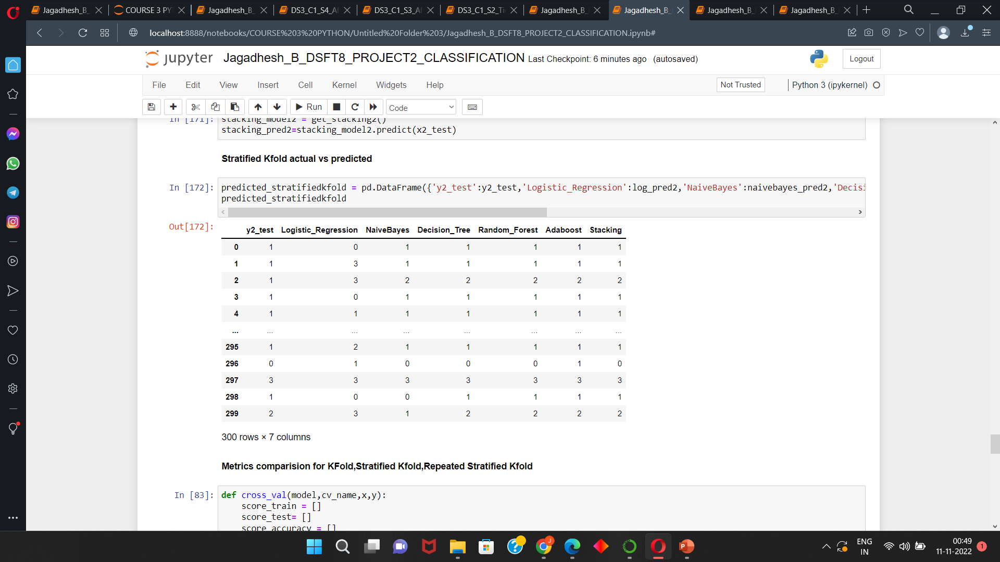 Jagadhesh_B_
COURSE 3 PY
Jagadhesh_B_
DS3_C1_S4_A
DS3_C1_S3_A
DS3_C1_S2_Ti
Jagadhesh_B_
Jagadhesh_B_
Jagadhesh_B_
Jagadhesh_B_
localhost:8888/notebooks/COURSE%203%20PYTHON/Untitled%20Folder%203/Jagadhesh_B_DSFT8_PROJECT2_CLASSIFICATION.ipynb#
jupyter Jagadhesh_B_DSFT8_PROJECT2_CLASSIFICATION Last Checkpoint: 6 minutes ago (autosaved)
Logout
File Edit View Insert Cell Kernel Widgets Help
Not Trusted
Python 3 (ipykernel)
Run
Code
In [171]: stacking_model2 = get_stacking2()
stacking_pred2=stacking_model2.predict(x2_test)
Stratified Kfold actual vs predicted
In [172]: predicted_stratifiedkfold = pd.DataFrame({'y2_test':y2_test,'Logistic_Regression':log_pred2,'NaiveBayes':naivebayes_pred2,'Decisi
predicted_stratifiedkfold
Out[172]:
y2_test Logistic_Regression NaiveBayes Decision_Tree Random_Forest Adaboost Stacking
0 1 0 1 1 1 1 1
1 1 3 1 1 1 1 1
2 1 3 2 2 2 2 2
3 1 0 1 1 1 1 1
4 1 1 1 1 1 1 1
... ... ... ... ... ... ... ...
295 1 2 1 1 1 1 1
296 0 1 0 0 0 1 0
297 3 3 3 3 3 3 3
298 1 0 0 1 1 1 1
299 2 3 1 2 2 2 2
300 rows × 7 columns
Metrics comparision for KFold,Stratified Kfold,Repeated Stratified Kfold
In [83]: def cross_val(model,cv_name,x,y):
score_train = []
score_test= []
score_accuracy = []
J
P
ENG
IN
00:49
11-11-2022
1